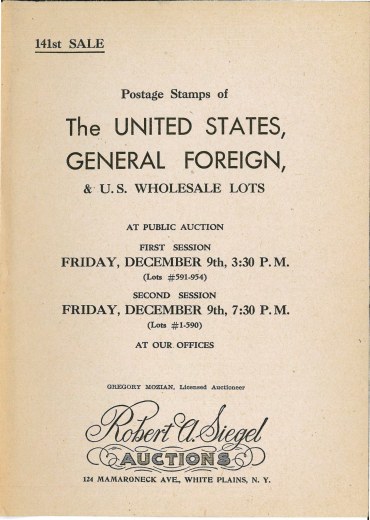 141st SALE
Postage Stamps of
The UNITED STATES,
GENERAL FOREIGN,
& U. S. WHOLESALE LOTS
AT PUBLIC AUCTION
FIRST SESSION
FRIDAY, DECEMBER 9th, 3:30 P. M.
(Lots #591-954)
SECOND SESSION
FRIDAY, DECEMBER 9th, 7:30 P. M.
(Lots #1-590)
AT OUR OFFICES
GREGORY MOZIAN, Licensed Auctioneer
Robert A. Siegel
AUCTIONS
124 MAMARONECK AVE., WHITE PLAINS, N. Y.